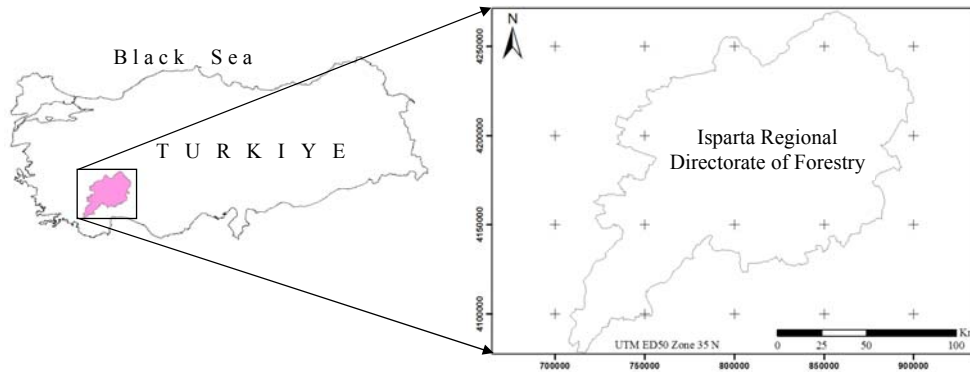 Black Sea
TURKIYE
N
4250000
4200000
4150000
4100000
Isparta Regional
Directorate of Forestry
UTM ED50 Zone 35 N
Km
0 25 50 100
700000 750000 800000 850000 900000